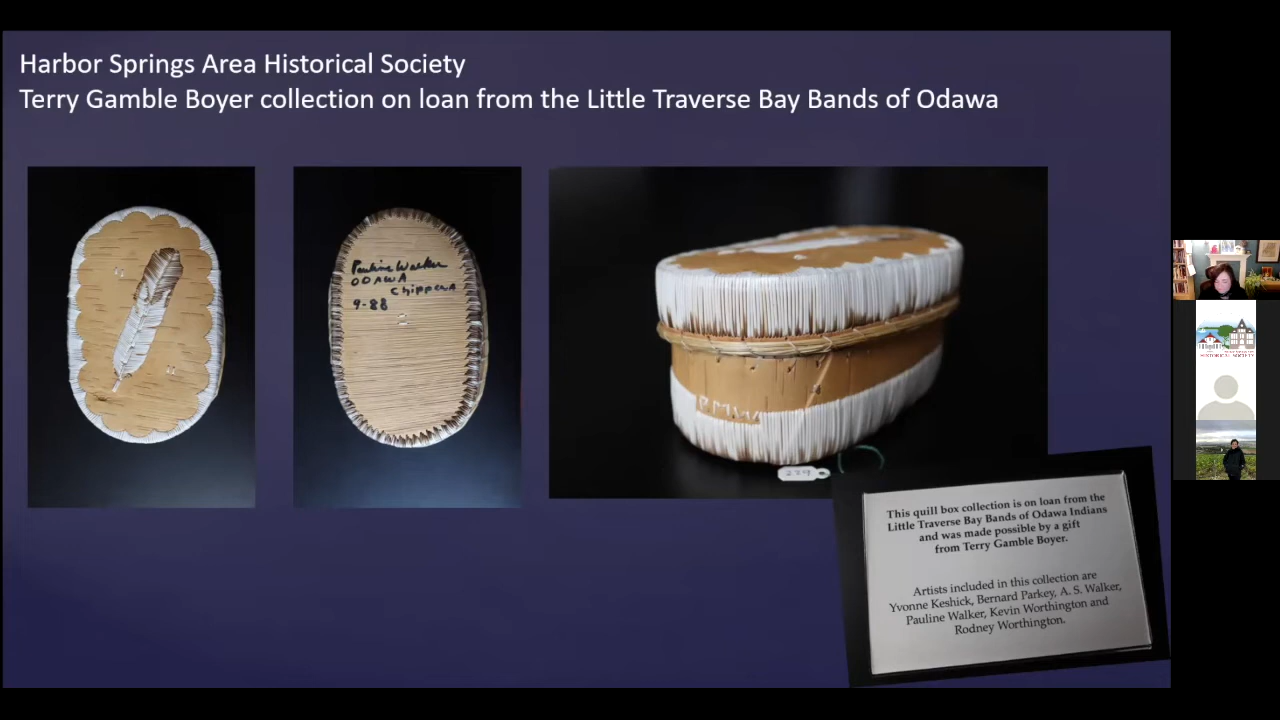 Harbor Springs Area Historical Society
Terry Gamble Boyer collection on loan from the Little Traverse Bay Bands of Odawa
Pauline Walker
ODAWA
Chippewa
9-88
P.M.W.
229
This quill box collection is on loan from the
Little Traverse Bay Bands of Odawa Indians
and was made possible by a gift
from Terry Gamble Boyer.
Artists included in this collection are
Yvonne Keshick, Bernard Parkey, A. S. Walker,
Pauline Walker, Kevin Worthington and
Rodney Worthington.
HISTORICAL SOCIETY